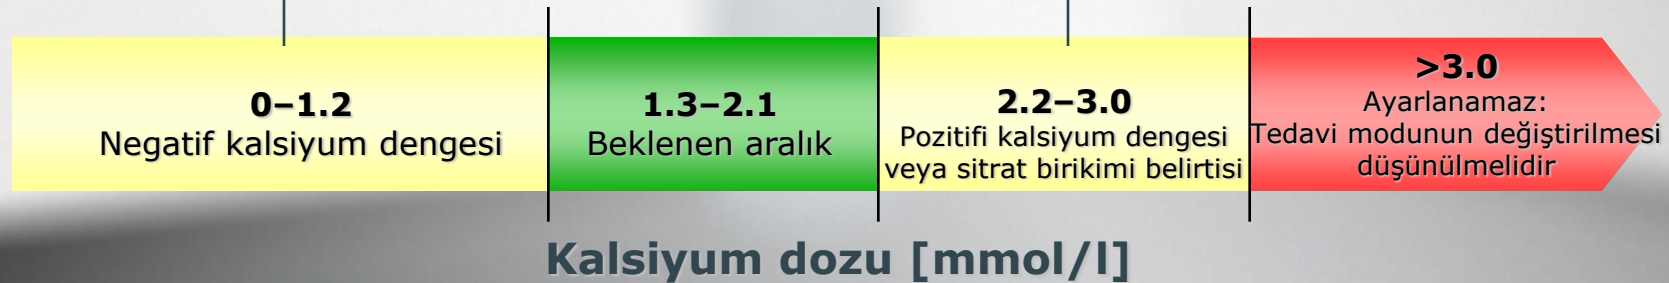 0–1.2
Negatif kalsiyum dengesi
1.3–2.1
Beklenen aralık
2.2–3.0
Pozitifi kalsiyum dengesi
veya sitrat birikimi belirtisi
>3.0
Ayarlanamaz:
Tedavi modunun değiştirilmesi
düşünülmelidir
Kalsiyum dozu [mmol/l]